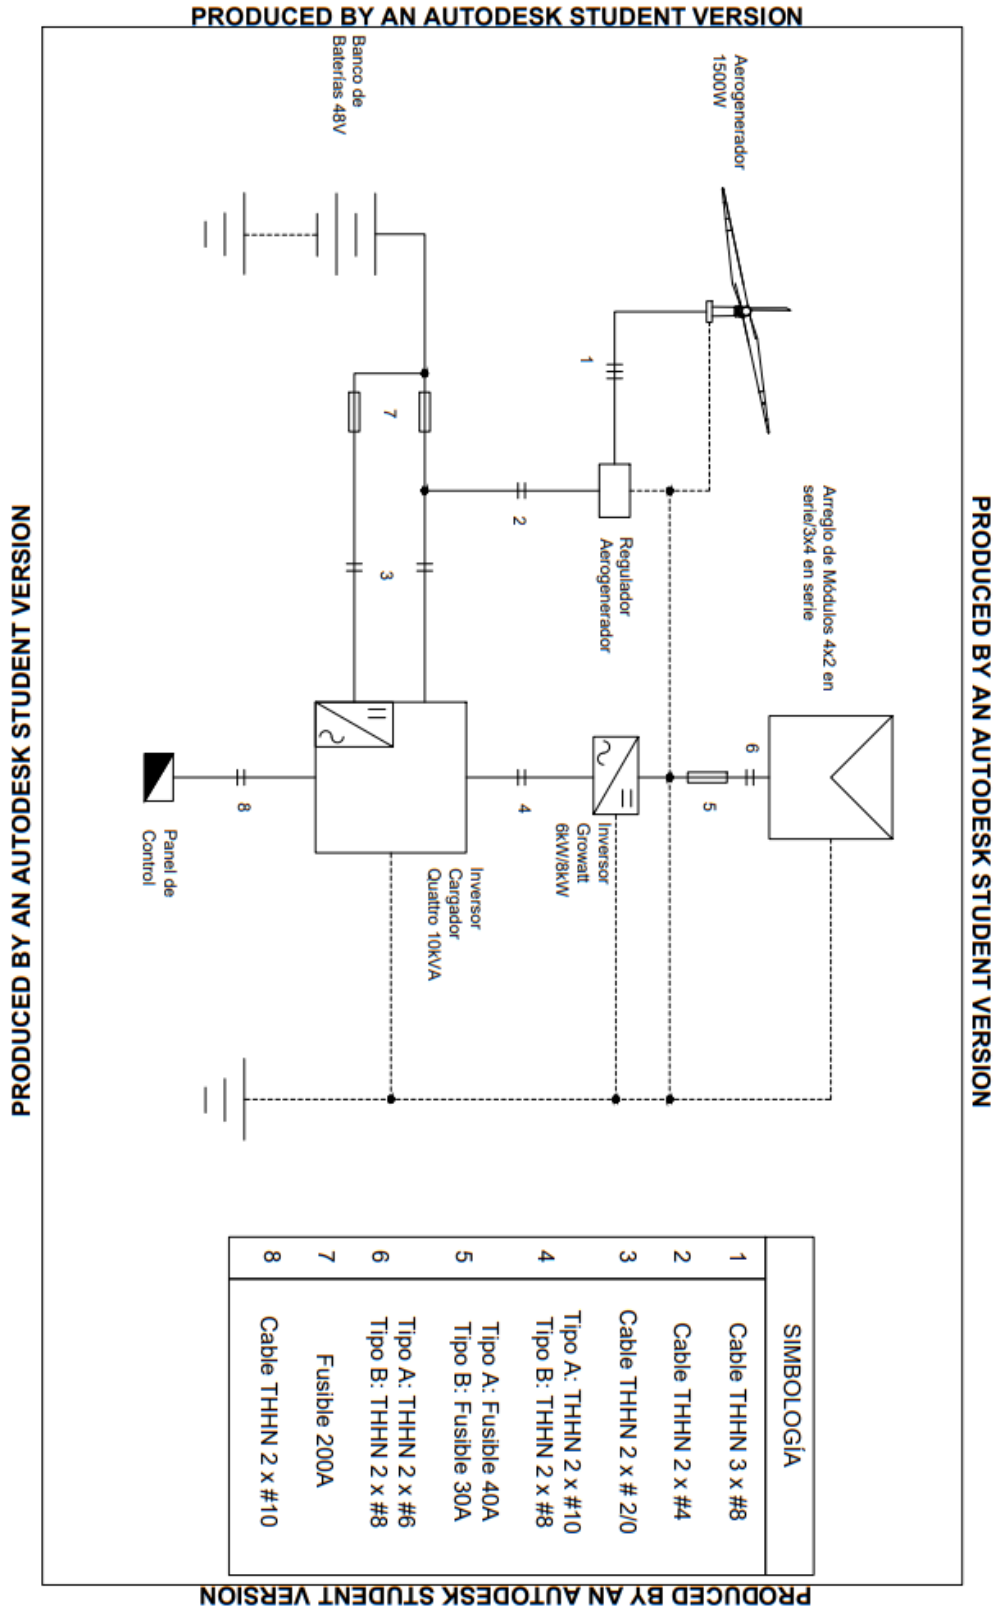 PRODUCED BY AN AUTODESK STUDENT VERSION
PRODUCED BY AN AUTODESK STUDENT VERSION
PRODUCED BY AN AUTODESK STUDENT VERSION
PRODUCED BY AN AUTODESK STUDENT VERSION
Aerogenerador
1500W
Banco de
Baterías 48V
1
7
2
3
Regulador
Aerogenerador
Arreglo de Módulos 4x2 en
serie/3x4 en serie
6
5
4
8
Inversor
Growatt
6kW/8kW
Inversor
Cargador
Quattro 10kVA
Panel de
Control
SIMBOLOGÍA
1 Cable THHN 3 x #8
2 Cable THHN 2 x #4
3 Cable THHN 2 x # 2/0
4 Tipo A: THHN 2 x #10
Tipo B: THHN 2 x #8
5 Tipo A: Fusible 40A
Tipo B: Fusible 30A
6 Tipo A: THHN 2 x #6
Tipo B: THHN 2 x #8
7 Fusible 200A
8 Cable THHN 2 x #10